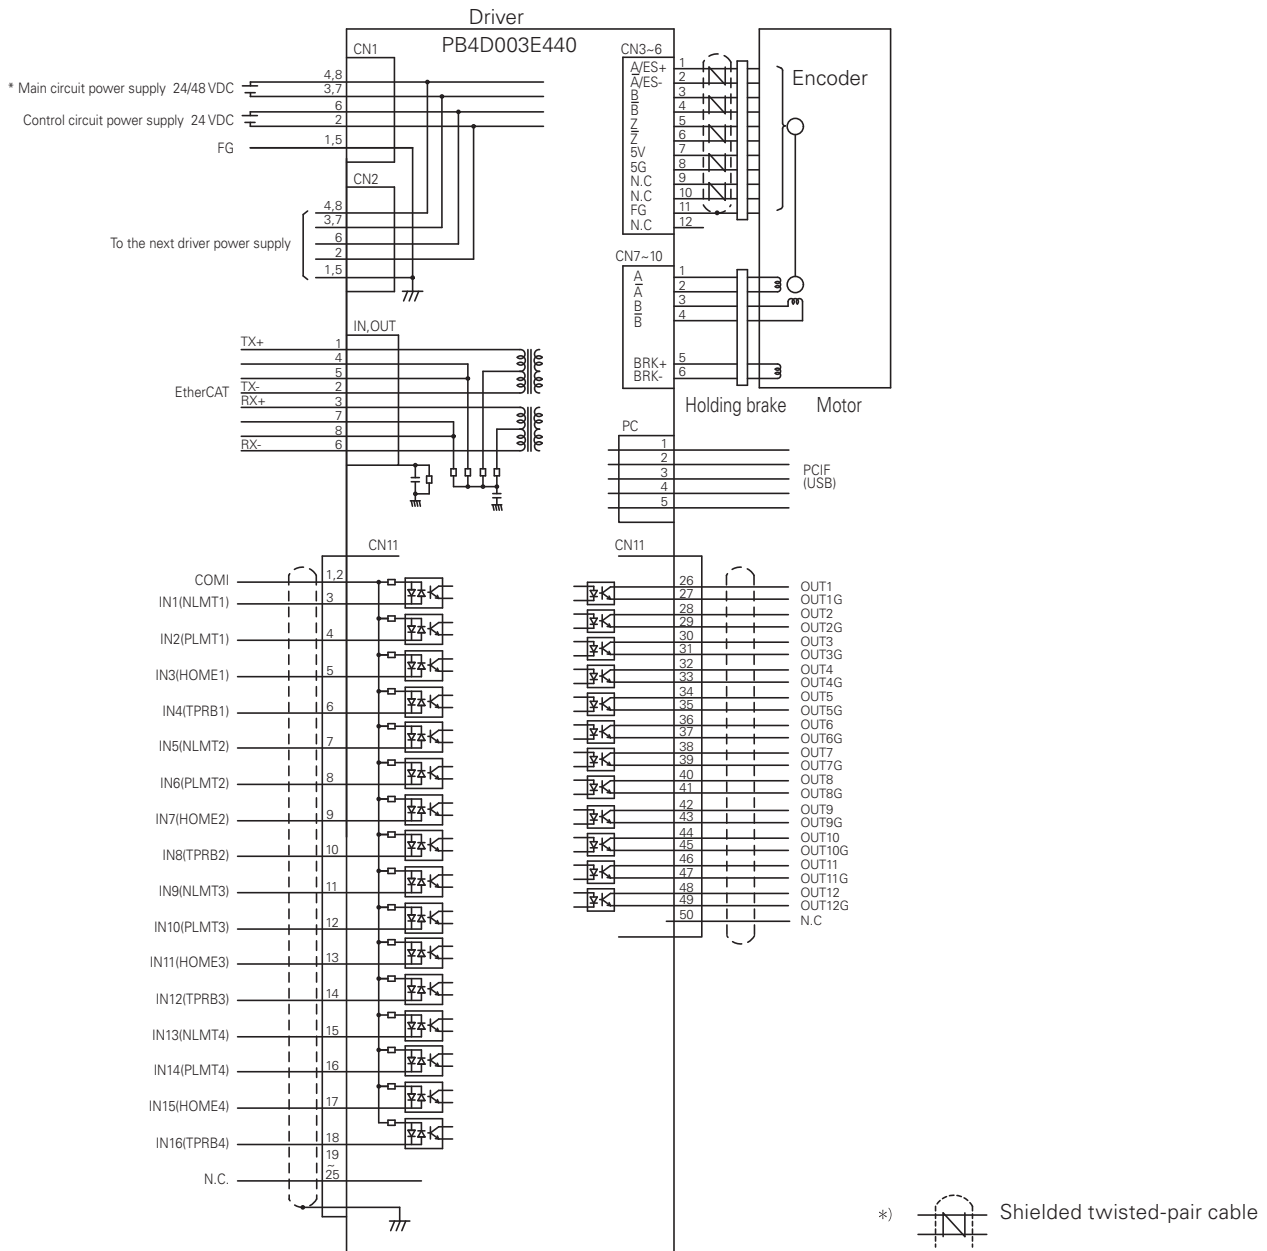 Driver
PB4D003E440
CN1
4,8
* Main circuit power supply 24/48 VDC
3,7
6
Control circuit power supply 24 VDC
2
1,5
FG
CN2
4,8
3,7
6
To the next driver power supply
2
1,5
IN,OUT
TX+
1
4
5
EtherCAT
TX-
2
RX+
3
7
8
RX-
6
CN3~6
A/ES+
1
A̅/ES-
2
B
3
B̅
4
Z
5
Z̅
6
5V
7
5G
8
N.C
9
N.C
10
FG
11
N.C
12
Encoder
CN7~10
A
1
A̅
2
B
3
B̅
4
BRK+
5
BRK-
6
Holding brake
Motor
PC
1
2
3
4
5
PCIF
(USB)
CN11
COMI
1,2
IN1(NLMT1)
3
IN2(PLMT1)
4
IN3(HOME1)
5
IN4(TPRB1)
6
IN5(NLMT2)
7
IN6(PLMT2)
8
IN7(HOME2)
9
IN8(TPRB2)
10
IN9(NLMT3)
11
IN10(PLMT3)
12
IN11(HOME3)
13
IN12(TPRB3)
14
IN13(NLMT4)
15
IN14(PLMT4)
16
IN15(HOME4)
17
IN16(TPRB4)
18
19
~
N.C.
25
CN11
26
OUT1
27
OUT1G
28
OUT2
29
OUT2G
30
OUT3
31
OUT3G
32
OUT4
33
OUT4G
34
OUT5
35
OUT5G
36
OUT6
37
OUT6G
38
OUT7
39
OUT7G
40
OUT8
41
OUT8G
42
OUT9
43
OUT9G
44
OUT10
45
OUT10G
46
OUT11
47
OUT11G
48
OUT12
49
OUT12G
50
N.C
*)
Shielded twisted-pair cable